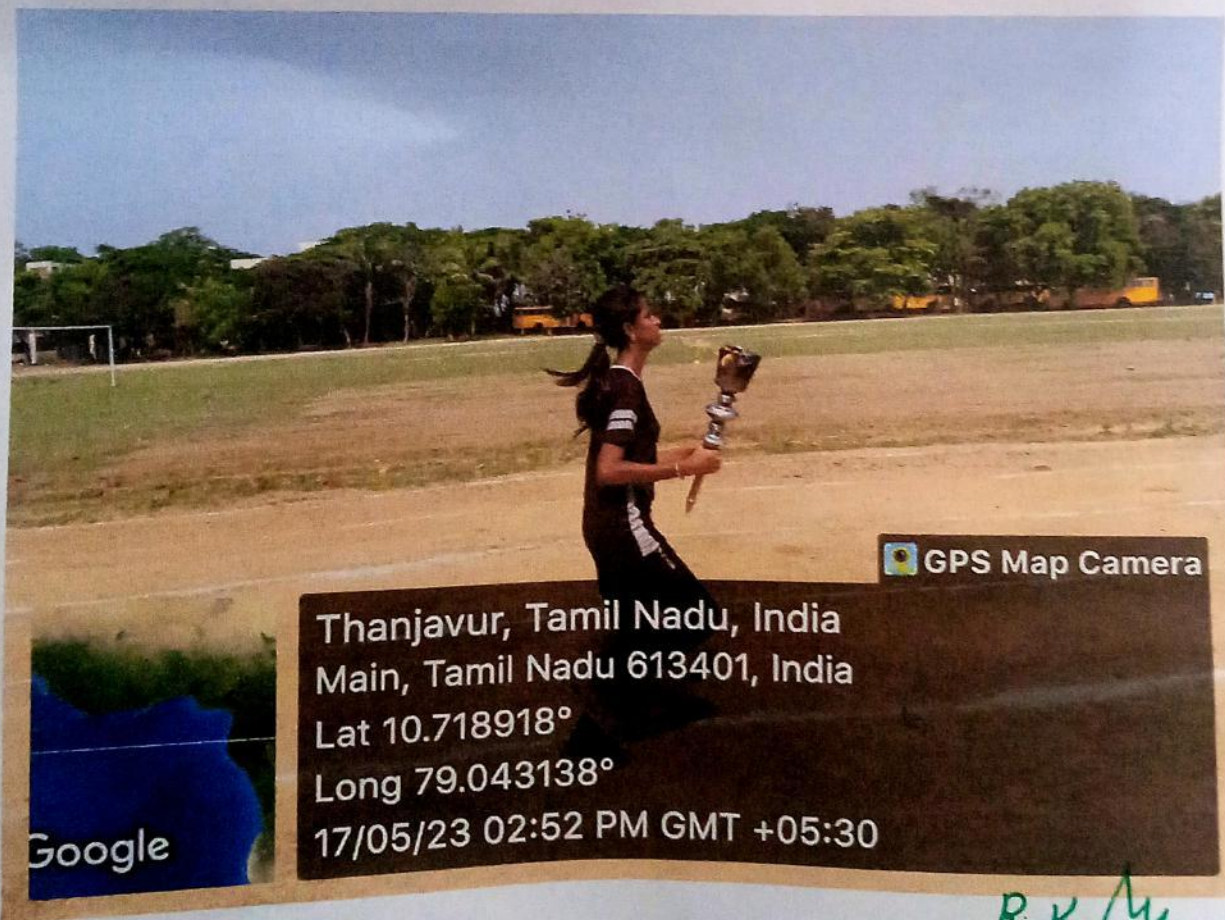 GPS Map Camera
Thanjavur, Tamil Nadu, India
Main, Tamil Nadu 613401, India
Lat 10.718918°
Long 79.043138°
17/05/23 02:52 PM GMT +05:30
Google